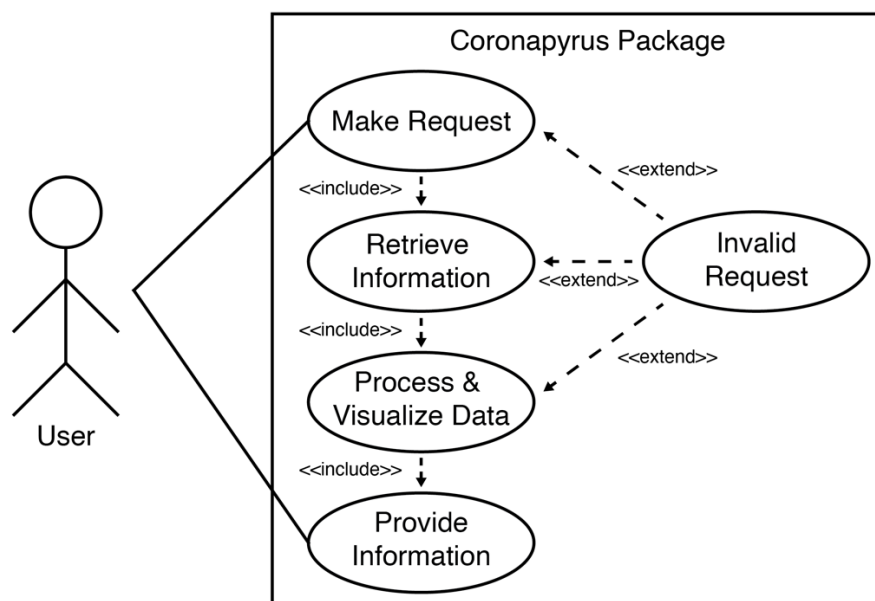 Coronapyrus Package
Make Request
<<extend>>
<<include>>
Retrieve
Information
Invalid
Request
<<extend>>
<<include>>
<<extend>>
Process &
Visualize Data
User
<<include>>
Provide
Information